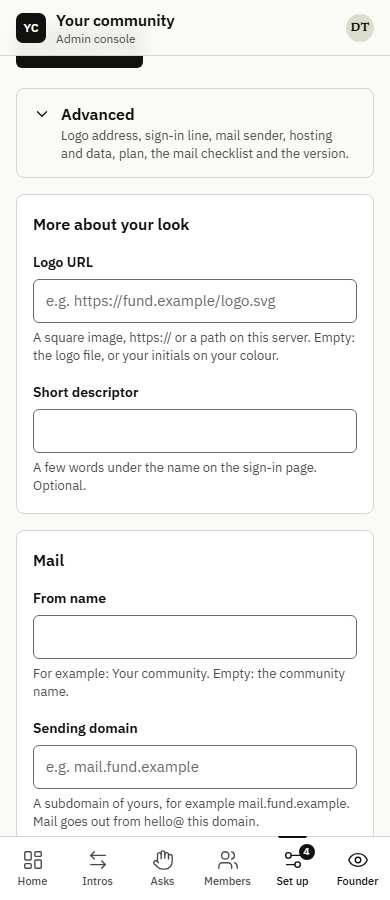 YC
Your community
Admin console
DT
Advanced
Logo address, sign-in line, mail sender, hosting
and data, plan, the mail checklist and the version.
More about your look
Logo URL
e.g. https://fund.example/logo.svg
A square image, https:// or a path on this server. Empty:
the logo file, or your initials on your colour.
Short descriptor
A few words under the name on the sign-in page.
Optional.
Mail
From name
For example: Your community. Empty: the community
name.
Sending domain
e.g. mail.fund.example
A subdomain of yours, for example mail.fund.example.
Mail goes out from hello@ this domain.
4
Home
Intros
Asks
Members
Set up
Founder